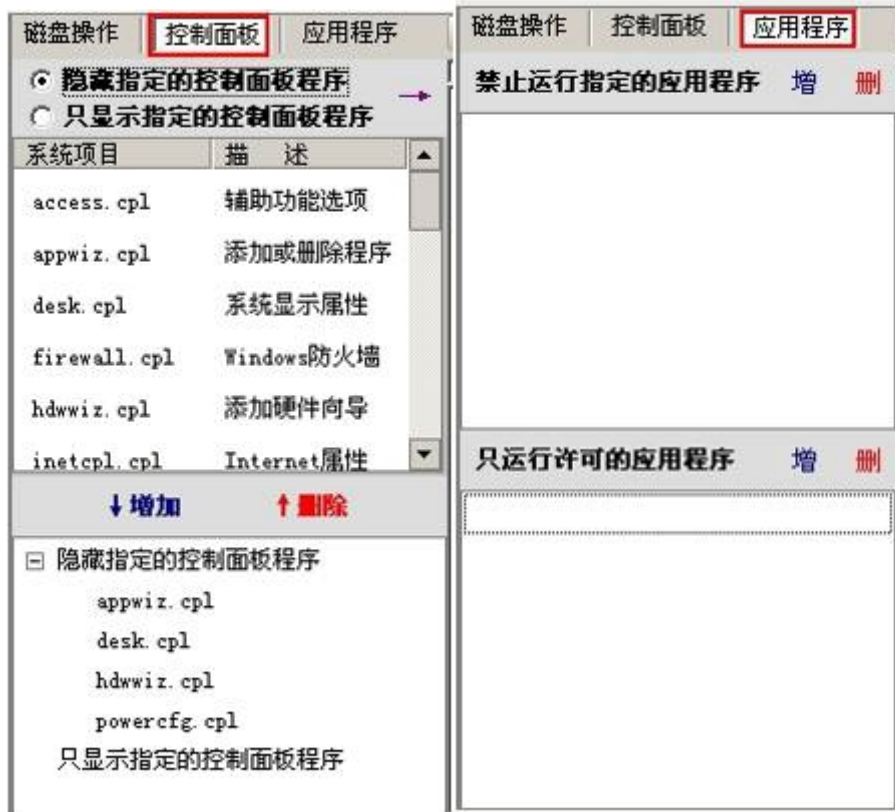 磁盘操作 控制面板 应用程序
隐藏指定的控制面板程序
只显示指定的控制面板程序
系统项目 描 述
access.cpl 辅助功能选项
appwiz.cpl 添加或删除程序
desk.cpl 系统显示属性
firewall.cpl Windows防火墙
hdwwiz.cpl 添加硬件向导
inetcpl.cpl Internet属性
↓增加 ↑删除
隐藏指定的控制面板程序
appwiz.cpl
desk.cpl
hdwwiz.cpl
powercfg.cpl
只显示指定的控制面板程序
磁盘操作 控制面板 应用程序
禁止运行指定的应用程序 增 删
只运行许可的应用程序 增 删